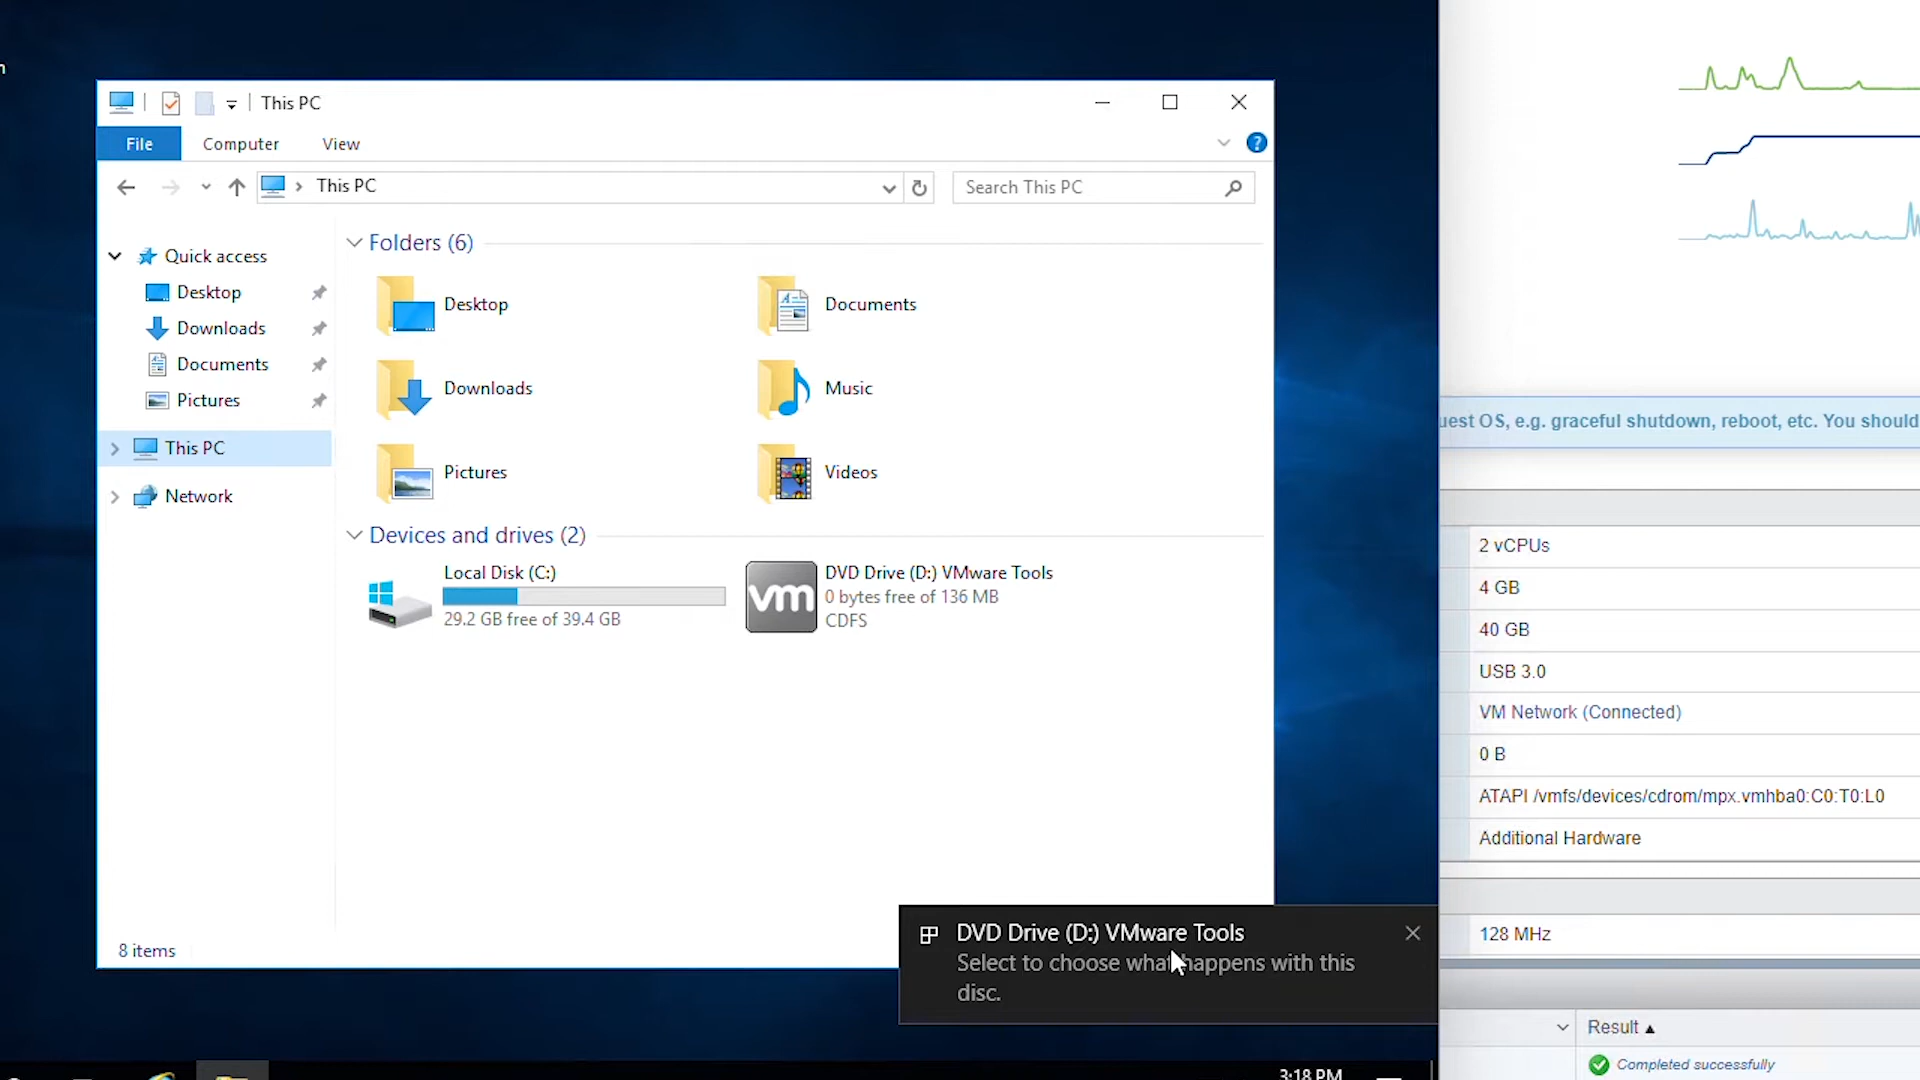 This PC
File
Computer
View
This PC
Search This PC
Quick access
Desktop
Downloads
Documents
Pictures
This PC
Network
Folders (6)
Desktop
Documents
Downloads
Music
Pictures
Videos
Devices and drives (2)
Local Disk (C:)
29.2 GB free of 39.4 GB
vm
DVD Drive (D:) VMware Tools
0 bytes free of 136 MB
CDFS
8 items
DVD Drive (D:) VMware Tools
Select to choose what happens with this
disc.
3:18 PM
uest OS, e.g. graceful shutdown, reboot, etc. You should
2 vCPUs
4 GB
40 GB
USB 3.0
VM Network (Connected)
0 B
ATAPI /vmfs/devices/cdrom/mpx.vmhba0:C0:T0:L0
Additional Hardware
128 MHz
Result ▲
Completed successfully